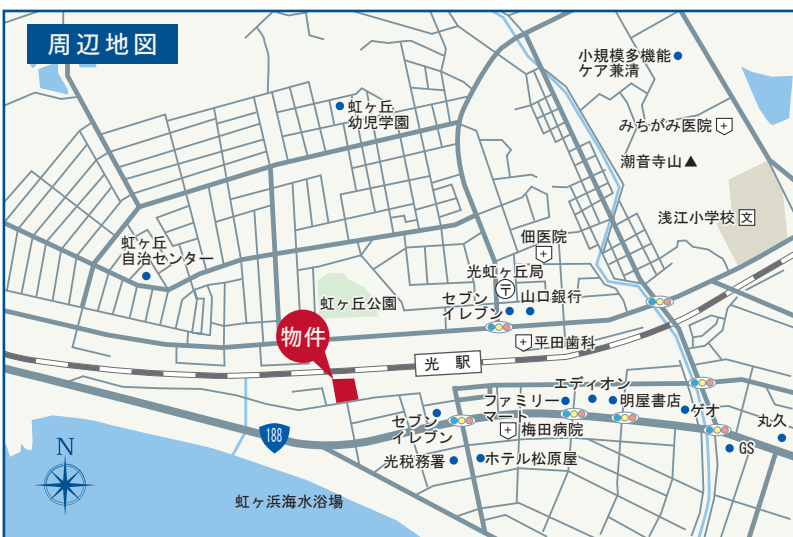 周辺地図
小規模多機能
ケア兼清
虹ヶ丘
幼児学園
みちがみ医院
潮音寺山▲
浅江小学校 文
虹ヶ丘
自治センター
佃医院
光虹ヶ丘局
〒
セブン
イレブン
山口銀行
虹ヶ丘公園
物件
平田歯科
光 駅
エディオン
ファミリー
マート
明屋書店
ゲオ
セブン
イレブン
梅田病院
丸久
188
GS
光税務署
ホテル松原屋
N
虹ヶ浜海水浴場